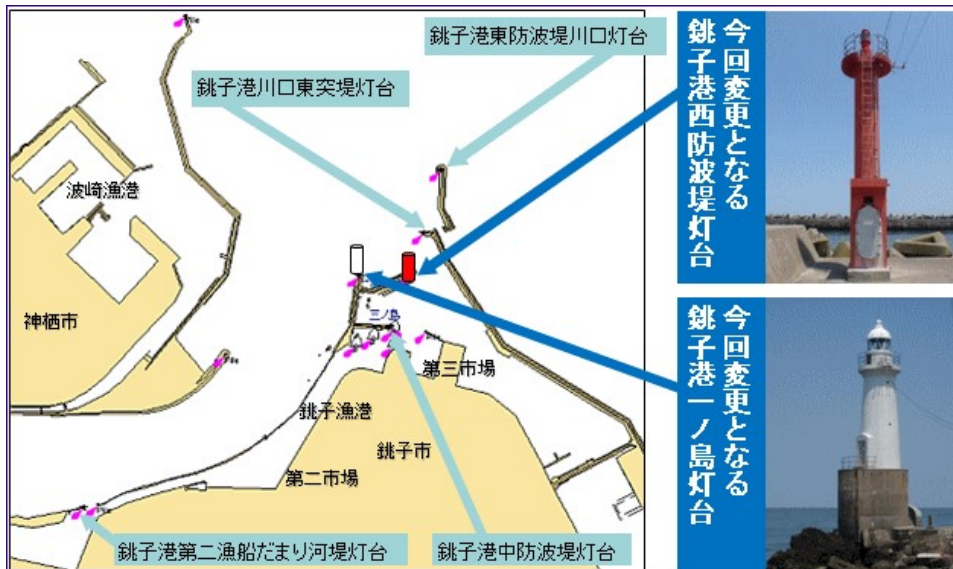 銚子港東防波堤川口灯台
銚子港川口東突堤灯台
波崎漁港
神栖市
三ノ島
第三市場
銚子漁港
銚子市
第二市場
銚子港第二漁船だまり河堤灯台
銚子港中防波堤灯台
今回変更となる
銚子港西防波堤灯台
今回変更となる
銚子港一ノ島灯台